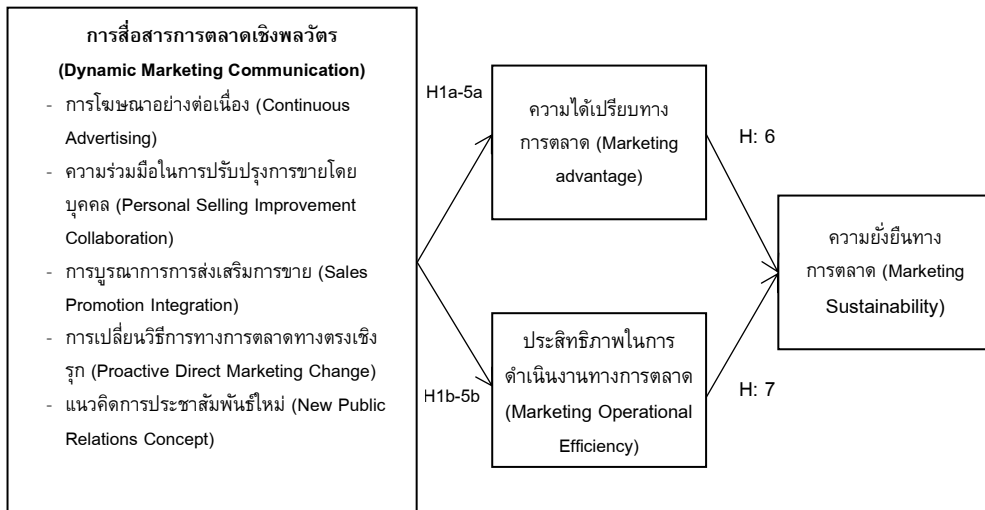 การสื่อสารการตลาดเชิงพลวัตร
(Dynamic Marketing Communication)
- การโฆษณาอย่างต่อเนื่อง (Continuous
Advertising)
- ความร่วมมือในการปรับปรุงการขายโดย
บุคคล (Personal Selling Improvement
Collaboration)
- การบูรณาการการส่งเสริมการขาย (Sales
Promotion Integration)
- การเปลี่ยนวิธีการทางการตลาดทางตรงเชิง
รุก (Proactive Direct Marketing Change)
- แนวคิดการประชาสัมพันธ์ใหม่ (New Public
Relations Concept)
H1a-5a
H1b-5b
ความได้เปรียบทาง
การตลาด (Marketing
advantage)
ประสิทธิภาพในการ
ดำเนินงานทางการตลาด
(Marketing Operational
Efficiency)
H: 6
H: 7
ความยั่งยืนทาง
การตลาด (Marketing
Sustainability)